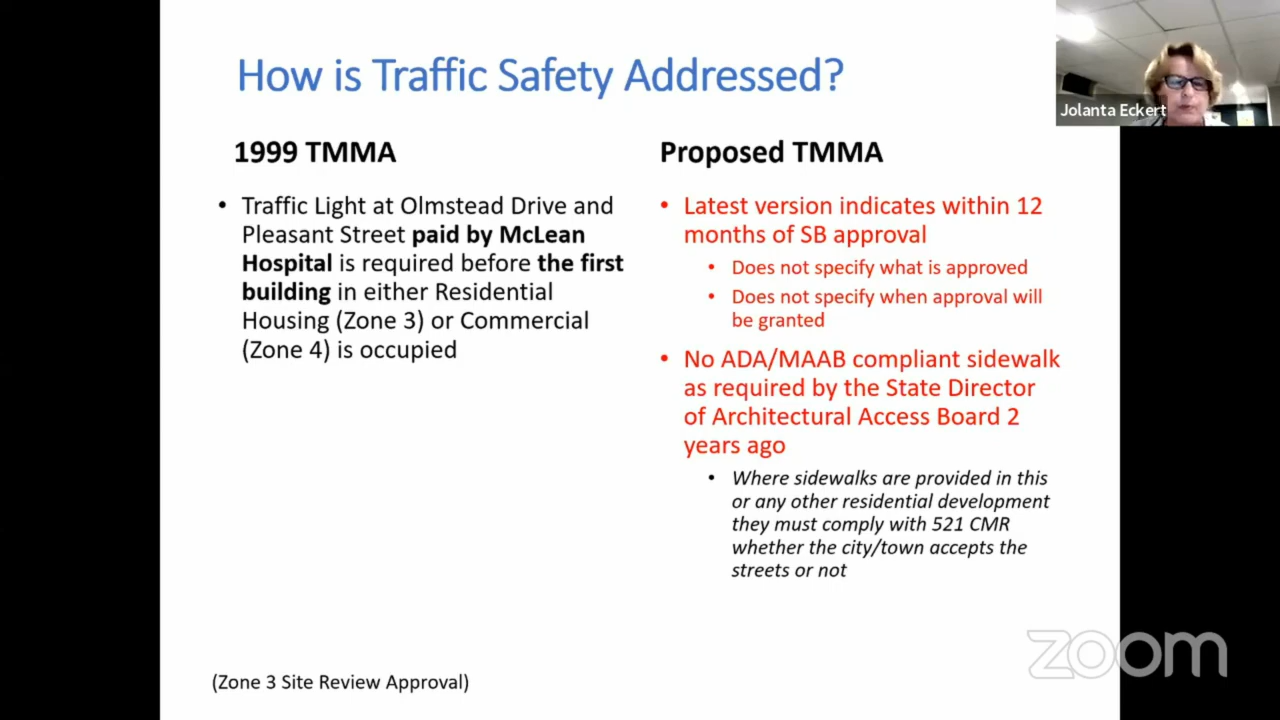 How is Traffic Safety Addressed?
Jolanta Eckert
1999 TMMA
• Traffic Light at Olmstead Drive and
Pleasant Street paid by McLean
Hospital is required before the first
building in either Residential
Housing (Zone 3) or Commercial
(Zone 4) is occupied
Proposed TMMA
• Latest version indicates within 12
months of SB approval
• Does not specify what is approved
• Does not specify when approval will
be granted
• No ADA/MAAB compliant sidewalk
as required by the State Director
of Architectural Access Board 2
years ago
• Where sidewalks are provided in this
or any other residential development
they must comply with 521 CMR
whether the city/town accepts the
streets or not
(Zone 3 Site Review Approval)
zoom